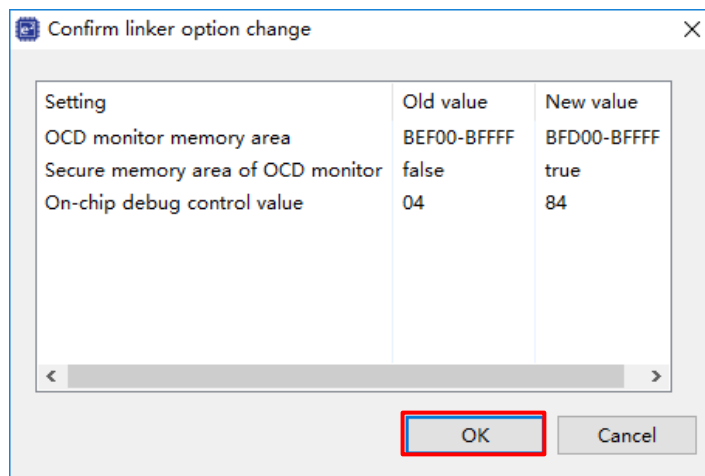 Confirm linker option change
Setting Old value New value
OCD monitor memory area BEF00-BFFFF BFD00-BFFFF
Secure memory area of OCD monitor false true
On-chip debug control value 04 84
OK Cancel